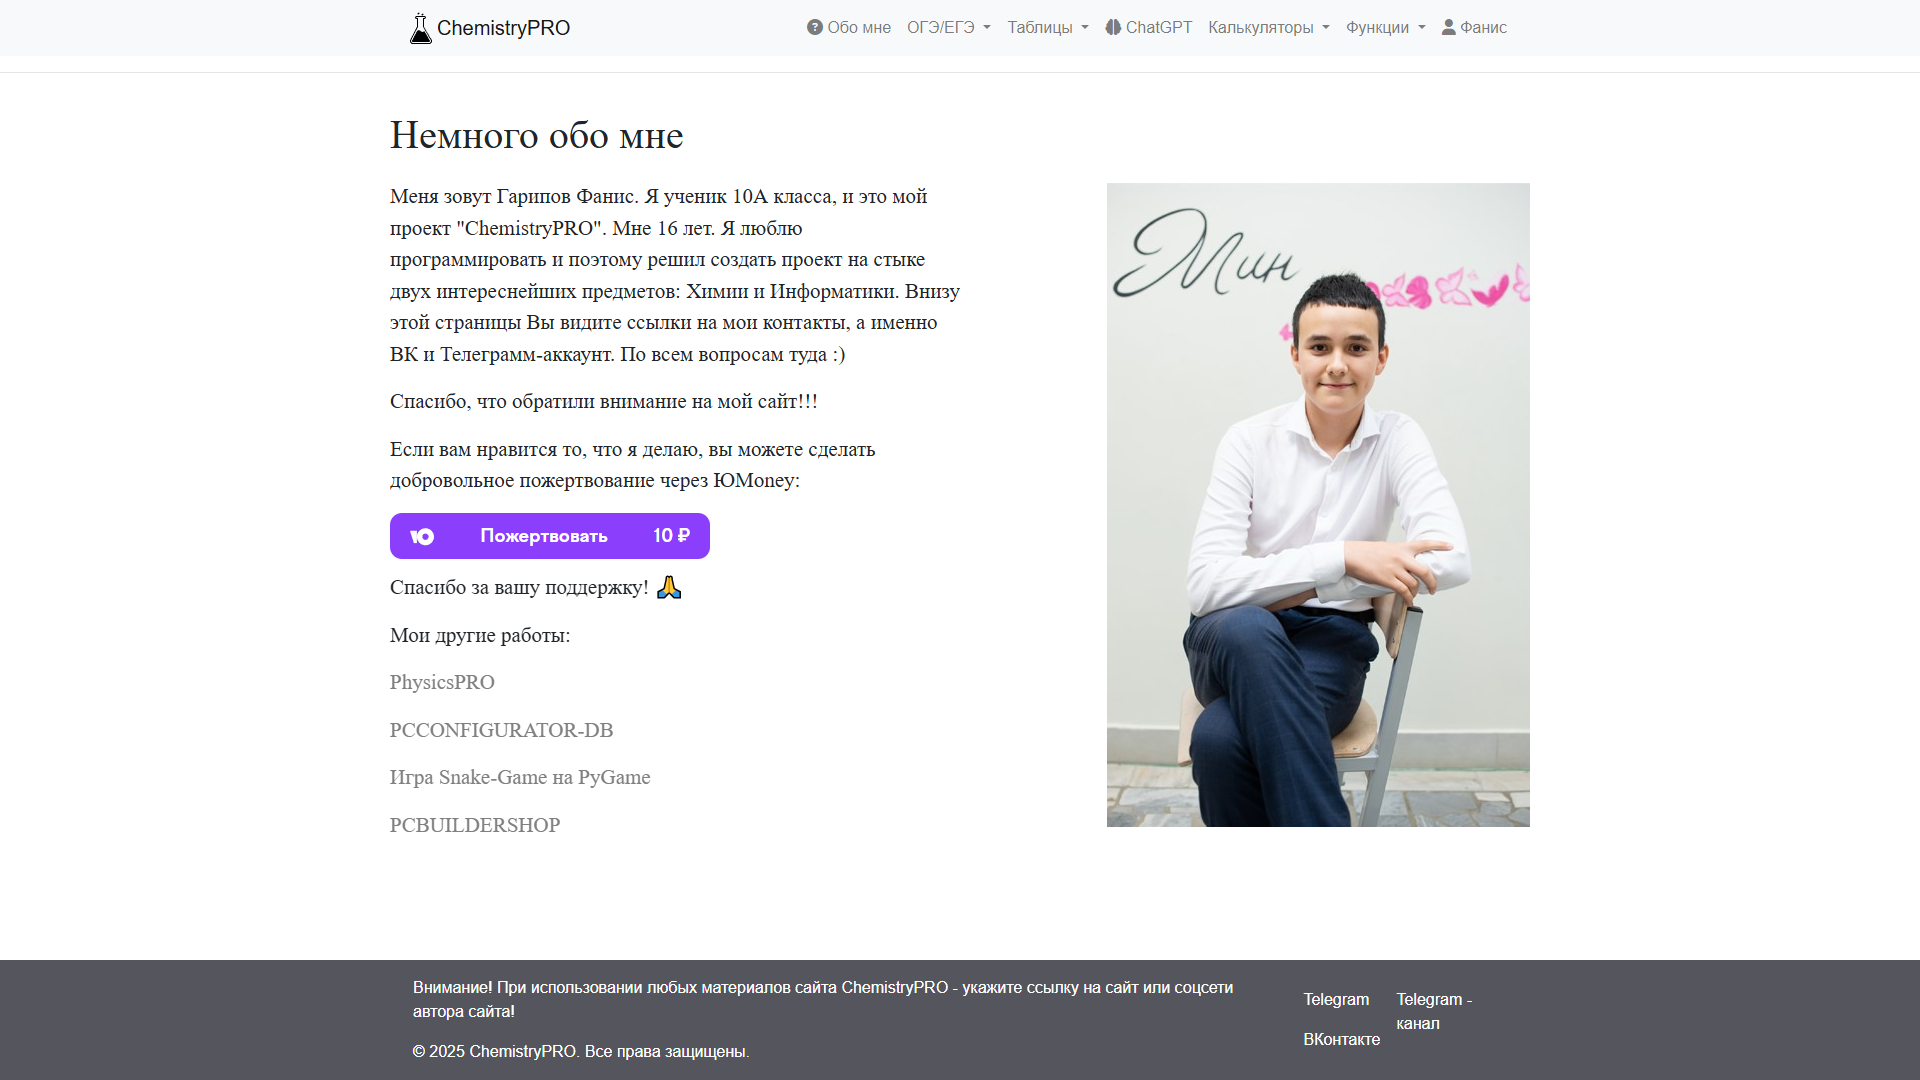 ChemistryPRO
Обо мне
ОГЭ/ЕГЭ
Таблицы
ChatGPT
Калькуляторы
Функции
Фанис
Немного обо мне
Меня зовут Гарипов Фанис. Я ученик 10А класса, и это мой
проект "ChemistryPRO". Мне 16 лет. Я люблю
программировать и поэтому решил создать проект на стыке
двух интереснейших предметов: Химии и Информатики. Внизу
этой страницы Вы видите ссылки на мои контакты, а именно
ВК и Телеграмм-аккаунт. По всем вопросам туда :)
Спасибо, что обратили внимание на мой сайт!!!
Если вам нравится то, что я делаю, вы можете сделать
добровольное пожертвование через ЮMoney:
Ю Пожертвовать 10 ₽
Спасибо за вашу поддержку! 🙏
Мои другие работы:
PhysicsPRO
PCCONFIGURATOR-DB
Игра Snake-Game на PyGame
PCBUILDERSHOP
Мин
Внимание! При использовании любых материалов сайта ChemistryPRO - укажите ссылку на сайт или соцсети
автора сайта!
© 2025 ChemistryPRO. Все права защищены.
Telegram
ВКонтакте
Telegram -
канал